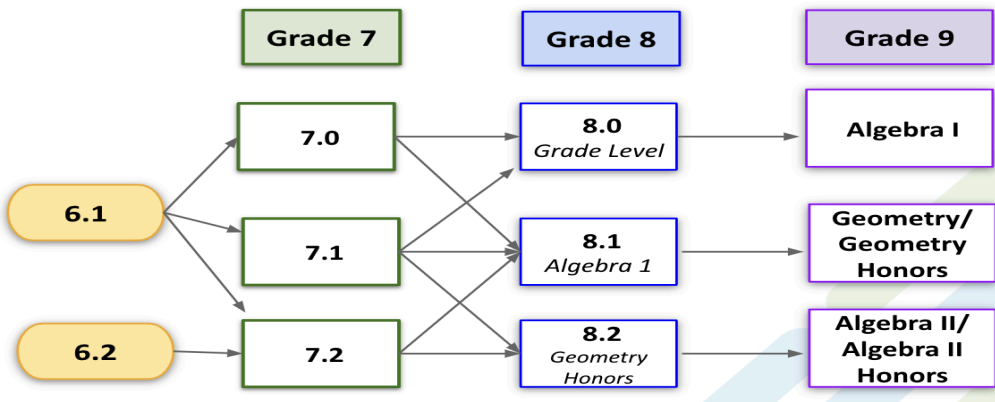 Grade 7
Grade 8
Grade 9
6.1
6.2
7.0
7.1
7.2
8.0
Grade Level
8.1
Algebra 1
8.2
Geometry
Honors
Algebra I
Geometry/
Geometry
Honors
Algebra II/
Algebra II
Honors